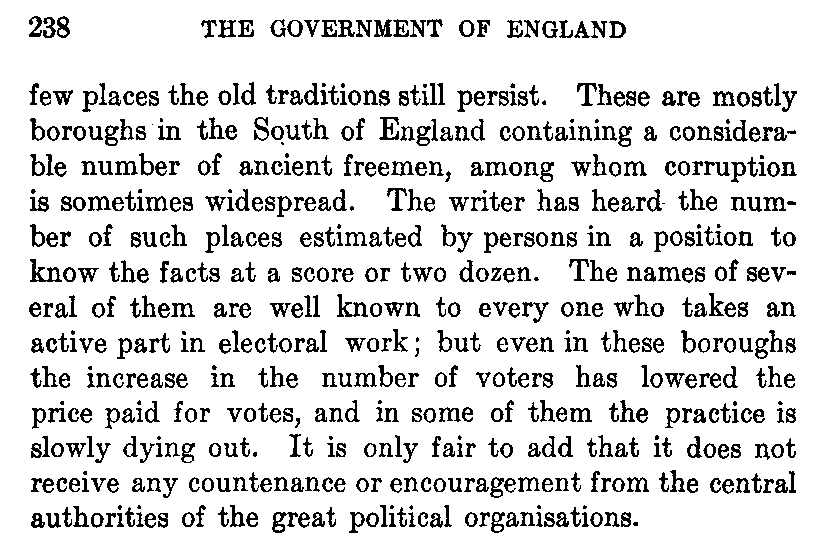 238 THE GOVERNMENT OF ENGLAND
few places the old traditions still persist. These are mostly
boroughs in the South of England containing a considera-
ble number of ancient freemen, among whom corruption
is sometimes widespread. The writer has heard the num-
ber of such places estimated by persons in a position to
know the facts at a score or two dozen. The names of sev-
eral of them are well known to every one who takes an
active part in electoral work; but even in these boroughs
the increase in the number of voters has lowered the
price paid for votes, and in some of them the practice is
slowly dying out. It is only fair to add that it does not
receive any countenance or encouragement from the central
authorities of the great political organisations.